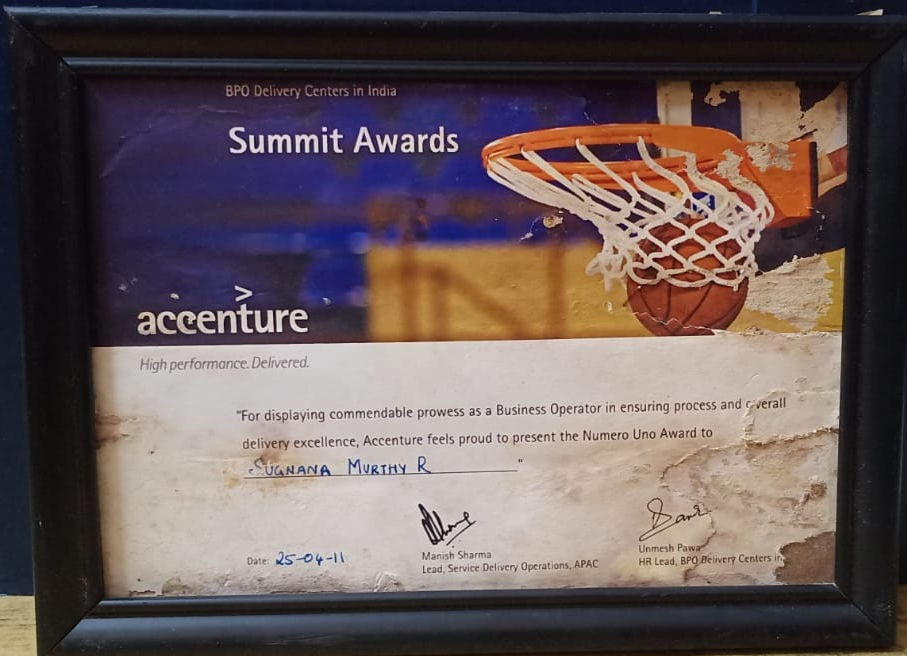 BPO Delivery Centers in India
Summit Awards
>
accenture
High performance. Delivered.
"For displaying commendable prowess as a Business Operator in ensuring process and overall
delivery excellence, Accenture feels proud to present the Numero Uno Award to
SUGNANA MURTHY R "
Date: 25-04-11
Manish Sharma
Lead, Service Delivery Operations, APAC
Unmesh Pawa
HR Lead, BPO Delivery Centers in